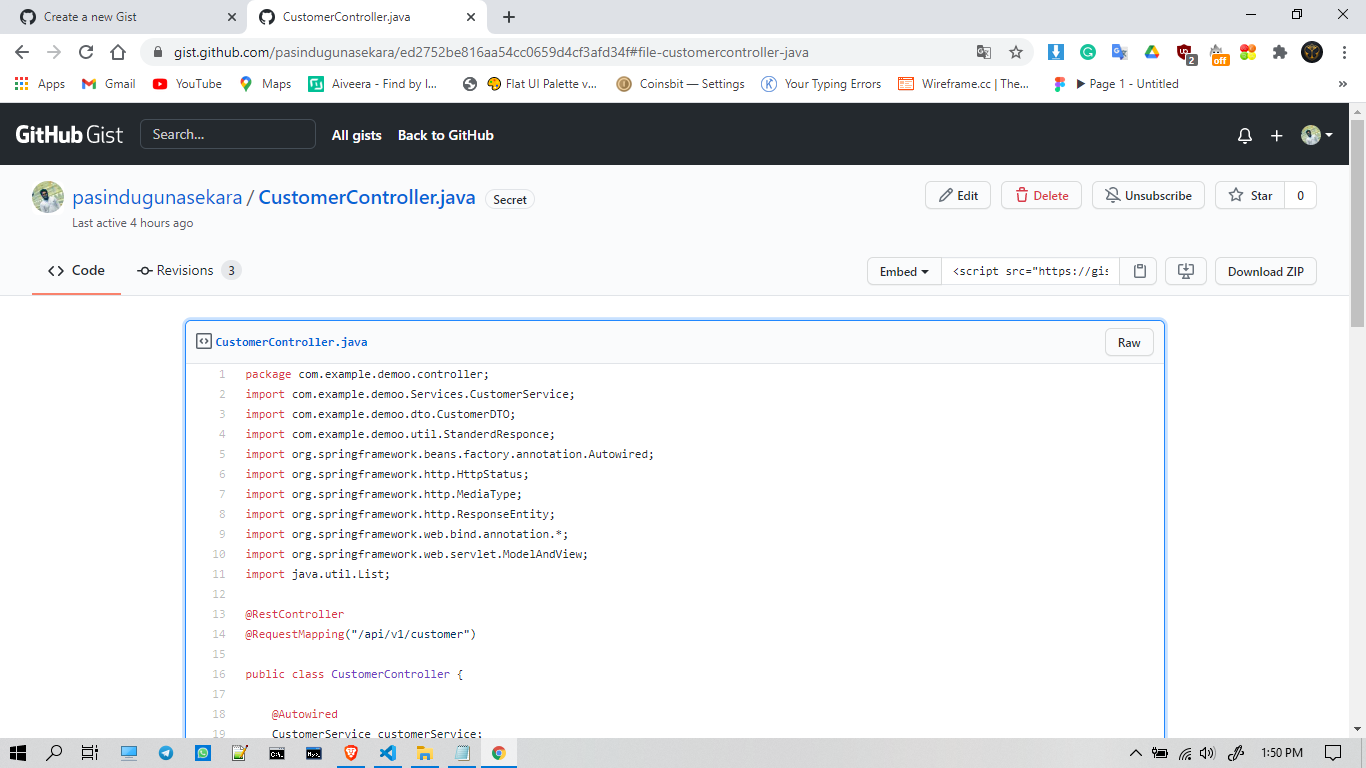 Create a new Gist
CustomerController.java
gist.github.com/pasindugunasekara/ed2752be816aa54cc0659d4cf3afd34f#file-customercontroller-java
2
off
Apps
Gmail
YouTube
Maps
Aiveera - Find by I...
Flat UI Palette v...
Coinsbit — Settings
Your Typing Errors
Wireframe.cc | The...
Page 1 - Untitled
»
GitHub Gist
Search...
All gists
Back to GitHub
pasindugunasekara / CustomerController.java
Secret
Edit
Delete
Unsubscribe
Star
0
Last active 4 hours ago
Code
Revisions 3
Embed
<script src="https://gis
Download ZIP
CustomerController.java
Raw
1 package com.example.demoo.controller;
2 import com.example.demoo.Services.CustomerService;
3 import com.example.demoo.dto.CustomerDTO;
4 import com.example.demoo.util.StanderdResponce;
5 import org.springframework.beans.factory.annotation.Autowired;
6 import org.springframework.http.HttpStatus;
7 import org.springframework.http.MediaType;
8 import org.springframework.http.ResponseEntity;
9 import org.springframework.web.bind.annotation.*;
10 import org.springframework.web.servlet.ModelAndView;
11 import java.util.List;
12
13 @RestController
14 @RequestMapping("/api/v1/customer")
15
16 public class CustomerController {
17
18 @Autowired
19 CustomerService customerService;
1:50 PM